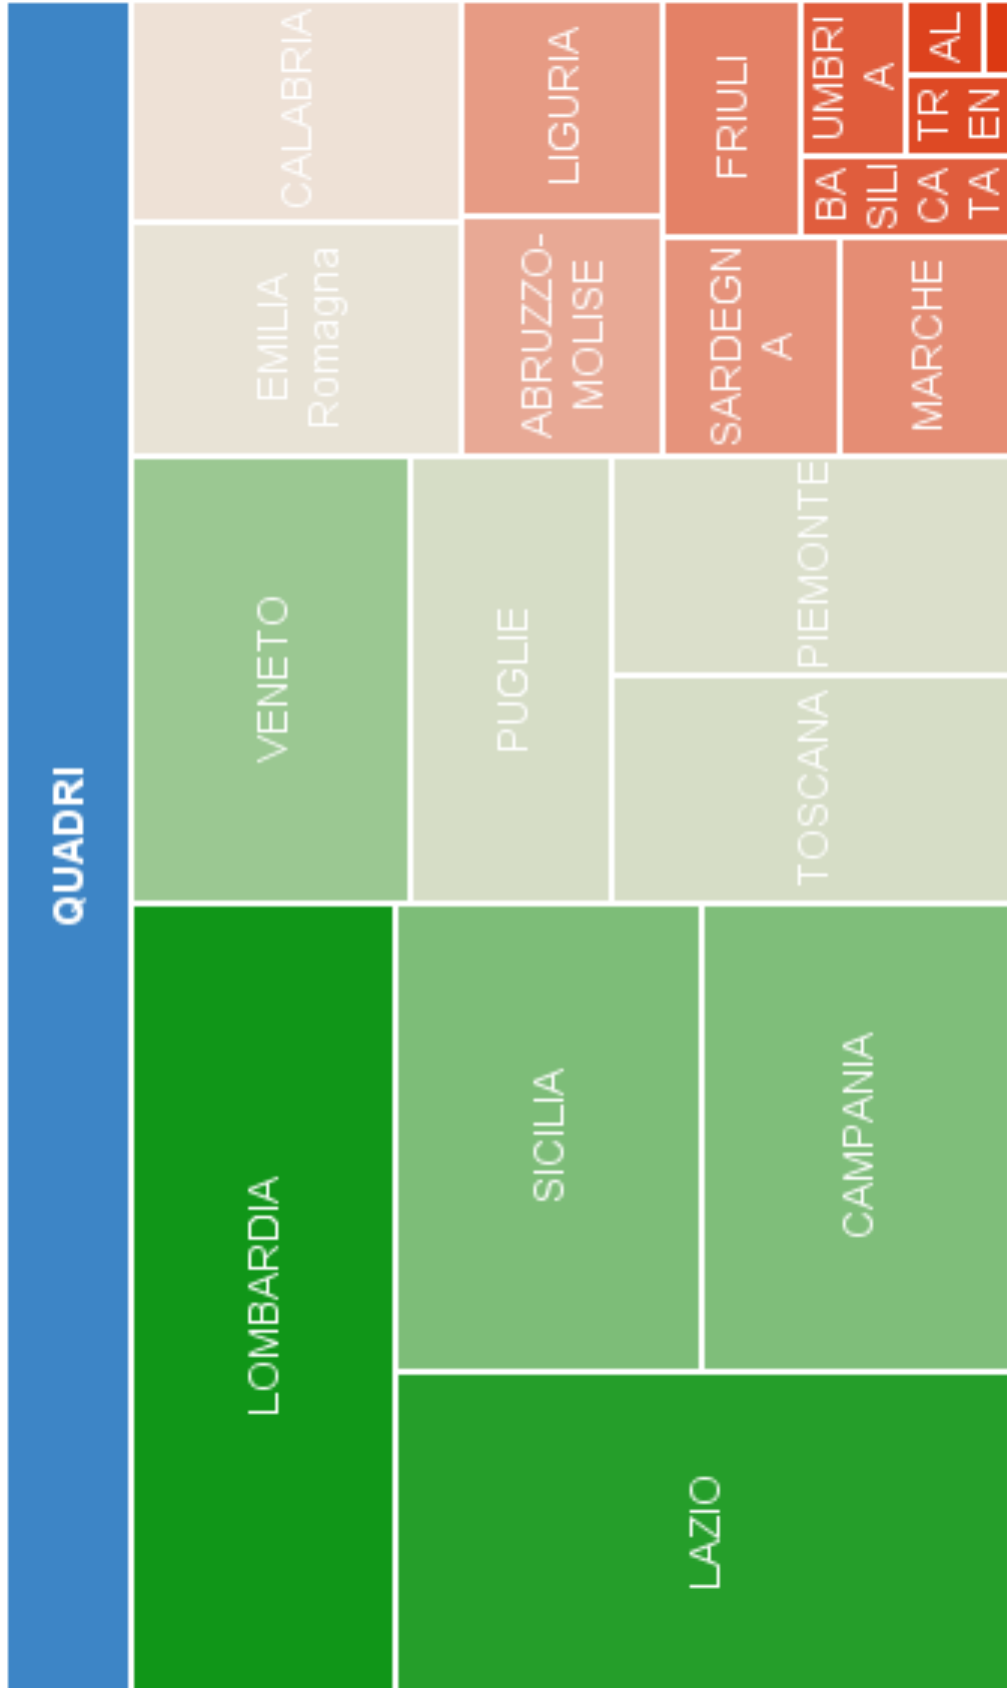 QUADRI
LOMBARDIA
LAZIO
SICILIA
CAMPANIA
VENETO
PUGLIE
TOSCANA
PIEMONTE
EMILIA
Romagna
CALABRIA
ABRUZZO-
MOLISE
LIGURIA
SARDEGN
A
MARCHE
FRIULI
BA
SILI
CA
TA
UMBRI
A
TR
EN
AL